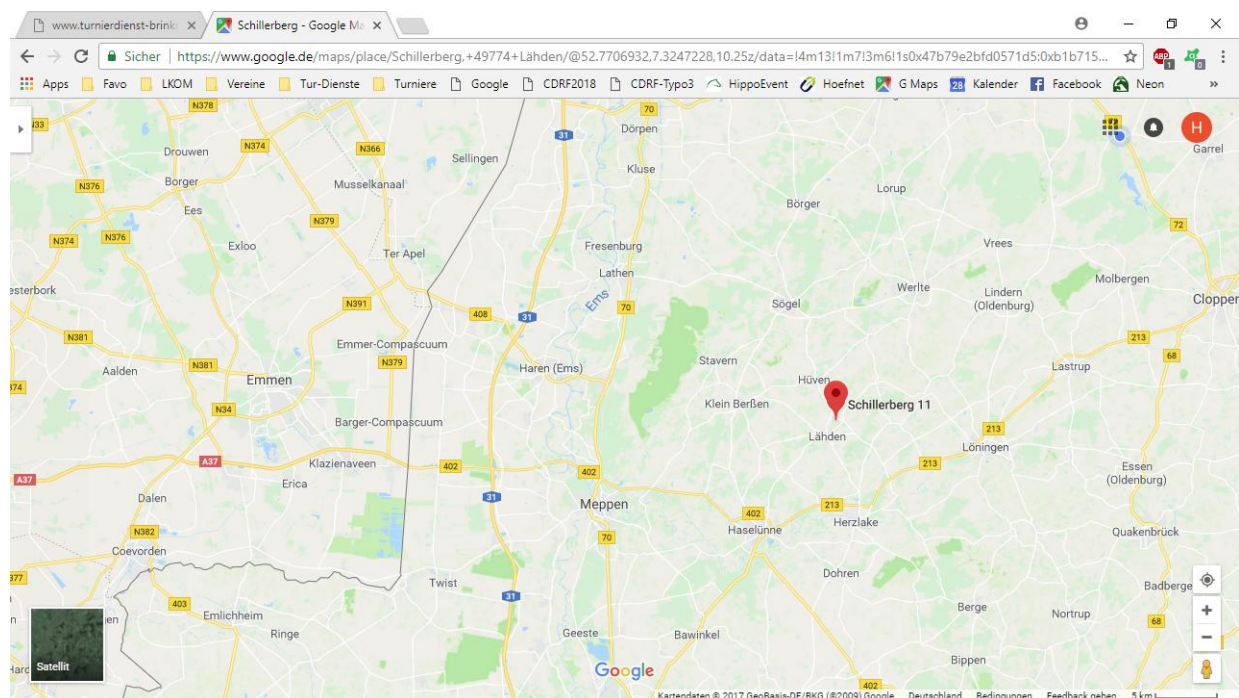 www.turnierdienst-brink
Schillerberg - Google Ma
Sicher | https://www.google.de/maps/place/Schillerberg,+49774+Lähden/@52.7706932,7.3247228,10.25z/data=!4m13!1m7!3m6!1s0x47b79e2bfd0571d5:0xb1b715...
ABP 1 0
Apps Favo LKOM Vereine Tur-Dienste Turniere Google CDRF2018 CDRF-Typo3 HippoEvent Hoefnet G Maps 28 Kalender Facebook Neon »
N378 70
N33 31 Dörpen H
Drouwen N374 N366 Sellingen Garrel
Kluse
N376 Borger Musselkanaal Lorup
Ees Börger
N379 72
N374 N376 Exloo Ter Apel Fresenburg Vrees
Lathen Molbergen
esterbork N391 Ems 70 Sögel Werlte Lindern Clopper
(Oldenburg)
408 31
N381 Emmer-Compascuum 213
N379 Stavern 68
Aalden N381 Haren (Ems) Lastrup
374 Emmen Hüven
N34 Klein Berßen Schillerberg 11
Barger-Compascuum 213
Lähden Löningen
A37 Klazienaveen 402 402 213 Essen
A37 Erica (Oldenburg)
Dalen 31 Meppen 402 213
N382 70 Haselünne Herzlake Quakenbrück
Coevorden
377 Twist Dohren Badberge
403 31
Emlichheim Berge Nortrup 68
Ringe Geeste Bawinkel
Satellit Google Bippen
402
Kartendaten © 2017 GeoBasis-DE/BKG (©2009) Google Deutschland Bedingungen Feedback geben 5 km